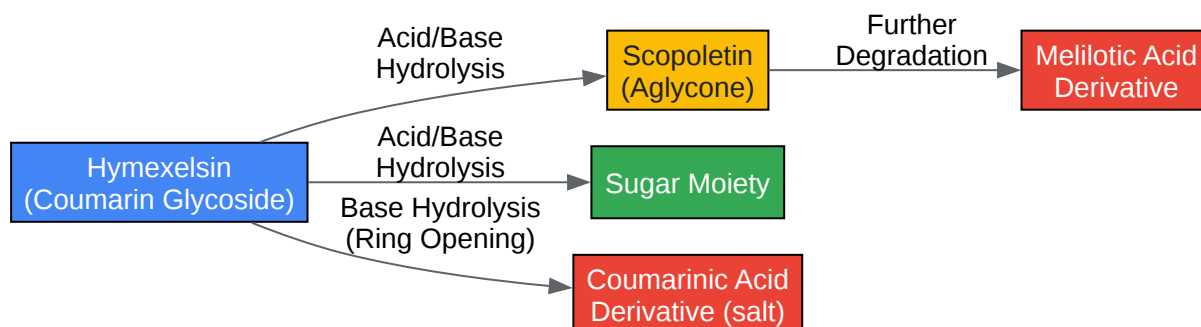 Further
Degradation
Acid/Base
Hydrolysis
Scopoletin
(Aglycone)
Melilotic Acid
Derivative
Acid/Base
Hydrolysis
Hymexelsin
(Coumarin Glycoside)
Sugar Moiety
Base Hydrolysis
(Ring Opening)
Coumarinic Acid
Derivative (salt)